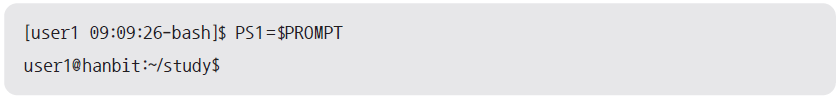 [user1 09:09:26-bash]$ PS1=$PROMPT
user1@hanbit:~/study$